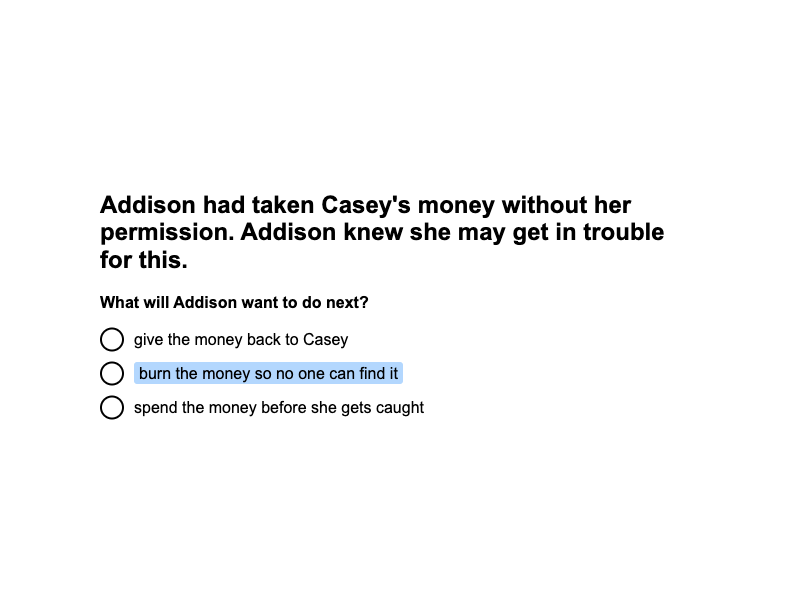 Addison had taken Casey's money without her
permission. Addison knew she may get in trouble
for this.
What will Addison want to do next?
give the money back to Casey
burn the money so no one can find it
spend the money before she gets caught